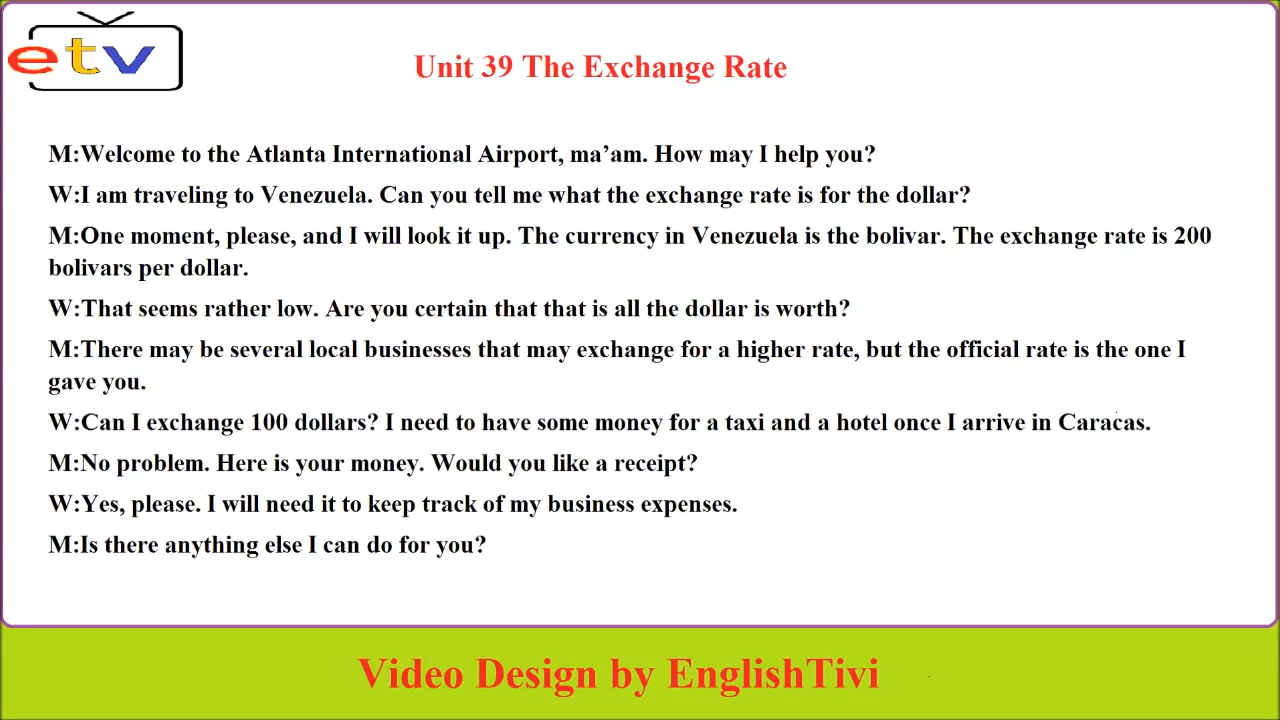 etv
Unit 39 The Exchange Rate
M:Welcome to the Atlanta International Airport, ma’am. How may I help you?
W:I am traveling to Venezuela. Can you tell me what the exchange rate is for the dollar?
M:One moment, please, and I will look it up. The currency in Venezuela is the bolivar. The exchange rate is 200
bolivars per dollar.
W:That seems rather low. Are you certain that that is all the dollar is worth?
M:There may be several local businesses that may exchange for a higher rate, but the official rate is the one I
gave you.
W:Can I exchange 100 dollars? I need to have some money for a taxi and a hotel once I arrive in Caracas.
M:No problem. Here is your money. Would you like a receipt?
W:Yes, please. I will need it to keep track of my business expenses.
M:Is there anything else I can do for you?
Video Design by EnglishTivi